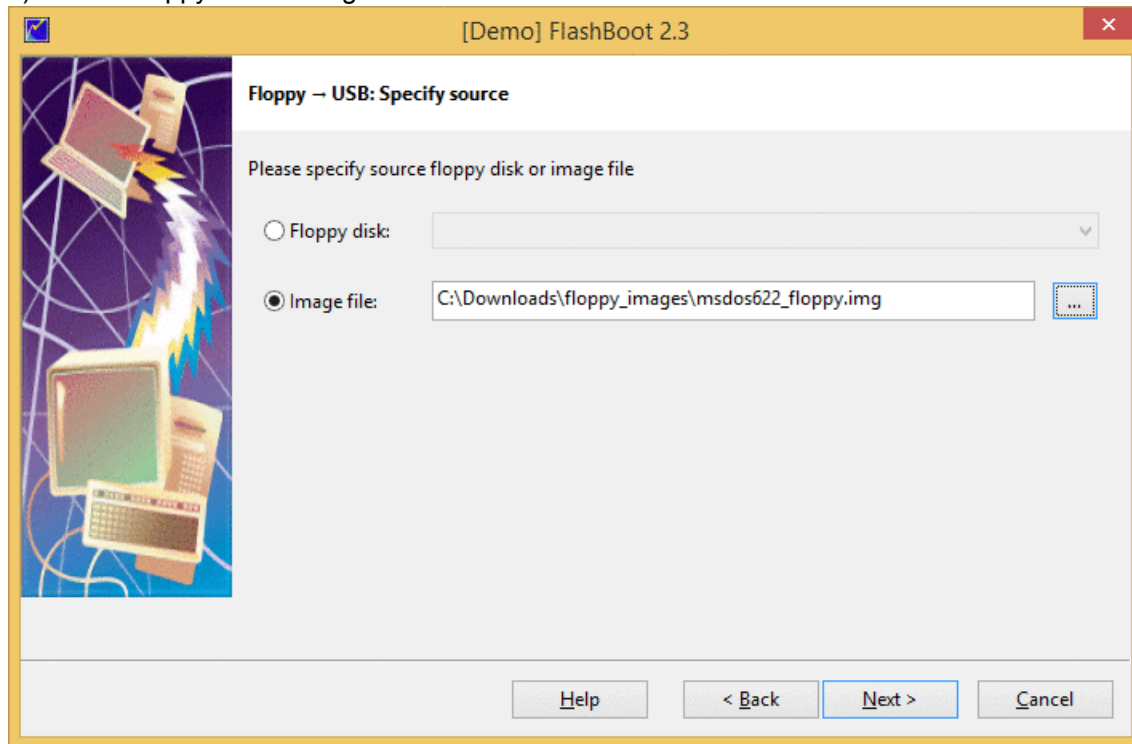 [Demo] FlashBoot 2.3
Floppy → USB: Specify source
Please specify source floppy disk or image file
Floppy disk:
Image file: C:\Downloads\floppy_images\msdos622_floppy.img ...
Help < Back Next > Cancel